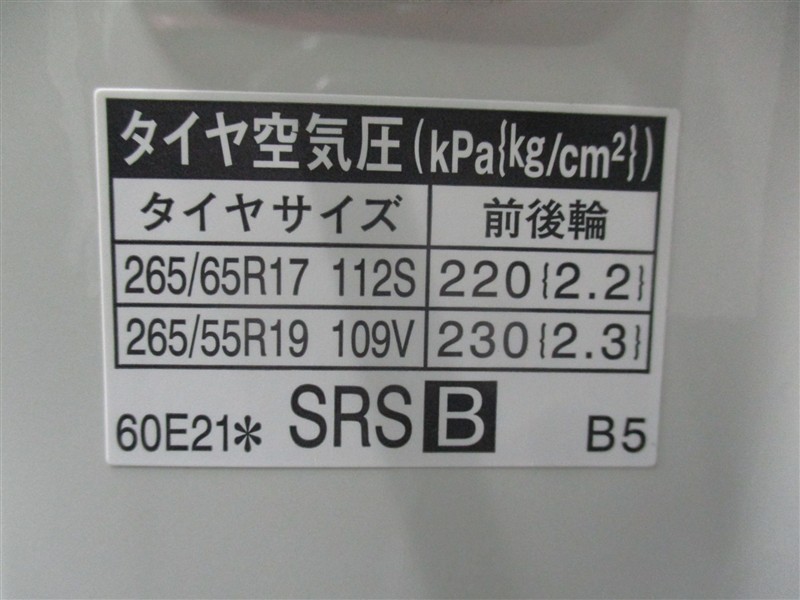 タイヤ空気圧(kPa{kg/cm²})
タイヤサイズ 前後輪
265/65R17 112S 220{2.2}
265/55R19 109V 230{2.3}
60E21* SRS B B5